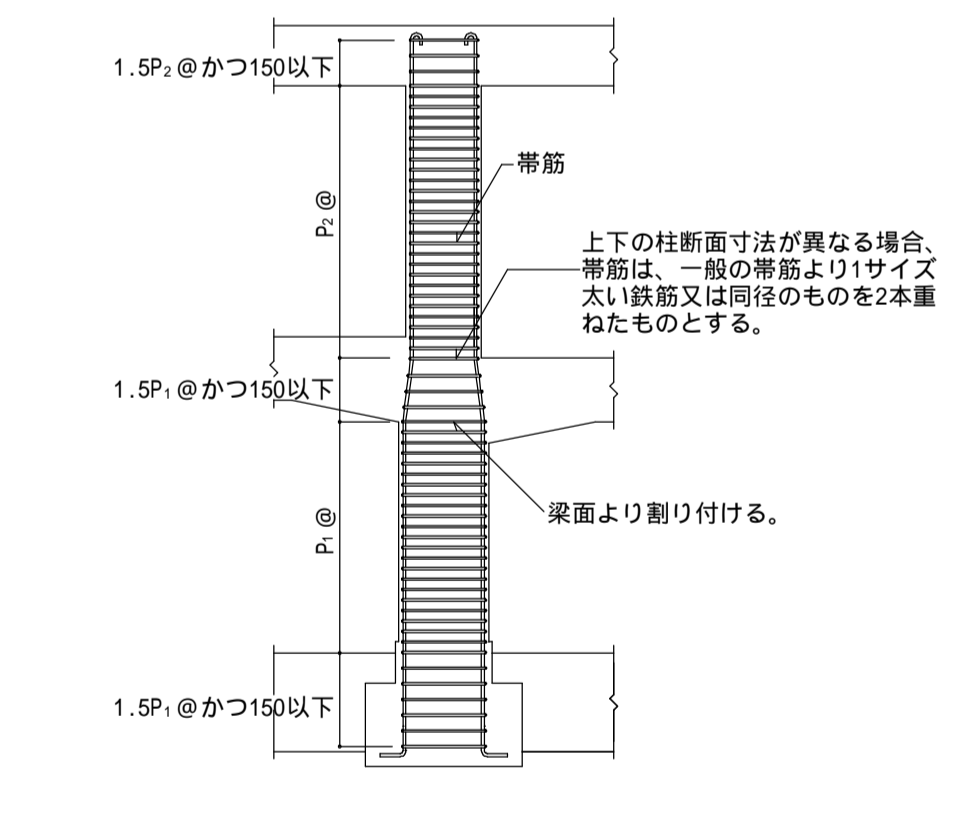 1.5P₂@かつ150以下
帯筋
P₂@
上下の柱断面寸法が異なる場合、
帯筋は、一般の帯筋より1サイズ
太い鉄筋又は同径のものを2本重
ねたものとする。
1.5P₁@かつ150以下
P₁@
梁面より割り付ける。
1.5P₁@かつ150以下